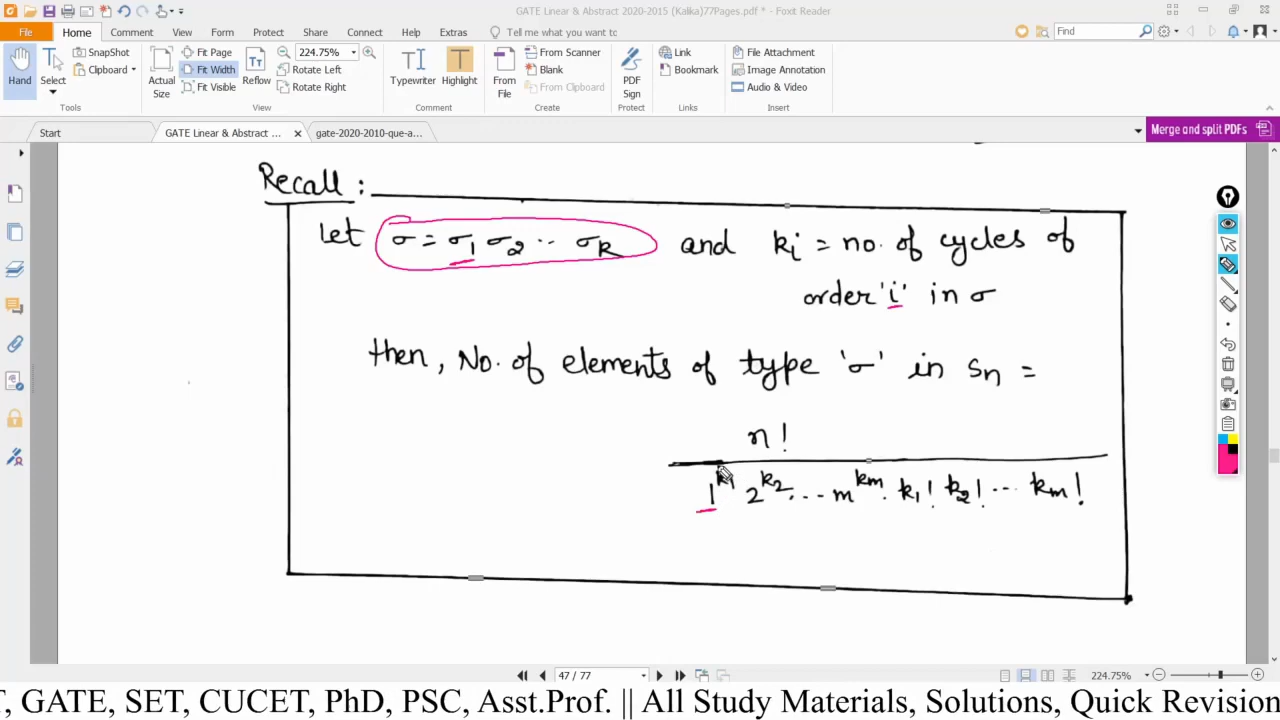 GATE Linear & Abstract 2020-2015 (Kalika)77Pages.pdf * - Foxit Reader
File Home Comment View Form Protect Share Connect Help Extras Tell me what you want to Find
Hand Select SnapShot Clipboard Actual Size Fit Page Fit Width Fit Visible Reflow 224.75% Rotate Left Rotate Right Typewriter Highlight From File From Scanner Blank From Clipboard PDF Sign Link Bookmark File Attachment Image Annotation Audio & Video
Tools View Comment Create Protect Links Insert
Start GATE Linear & Abstract ... gate-2020-2010-que-a... Merge and split PDFs
Recall :
Let σ = σ1 σ2 ·· σk and ki = no. of cycles of
order 'i' in σ
then, No. of elements of type 'σ' in Sn =
n!
1^k1 2^k2 ... m^km . k1! k2! ... km!
47 / 77 224.75%
T, GATE, SET, CUCET, PhD, PSC, Asst.Prof. || All Study Materials, Solutions, Quick Revision